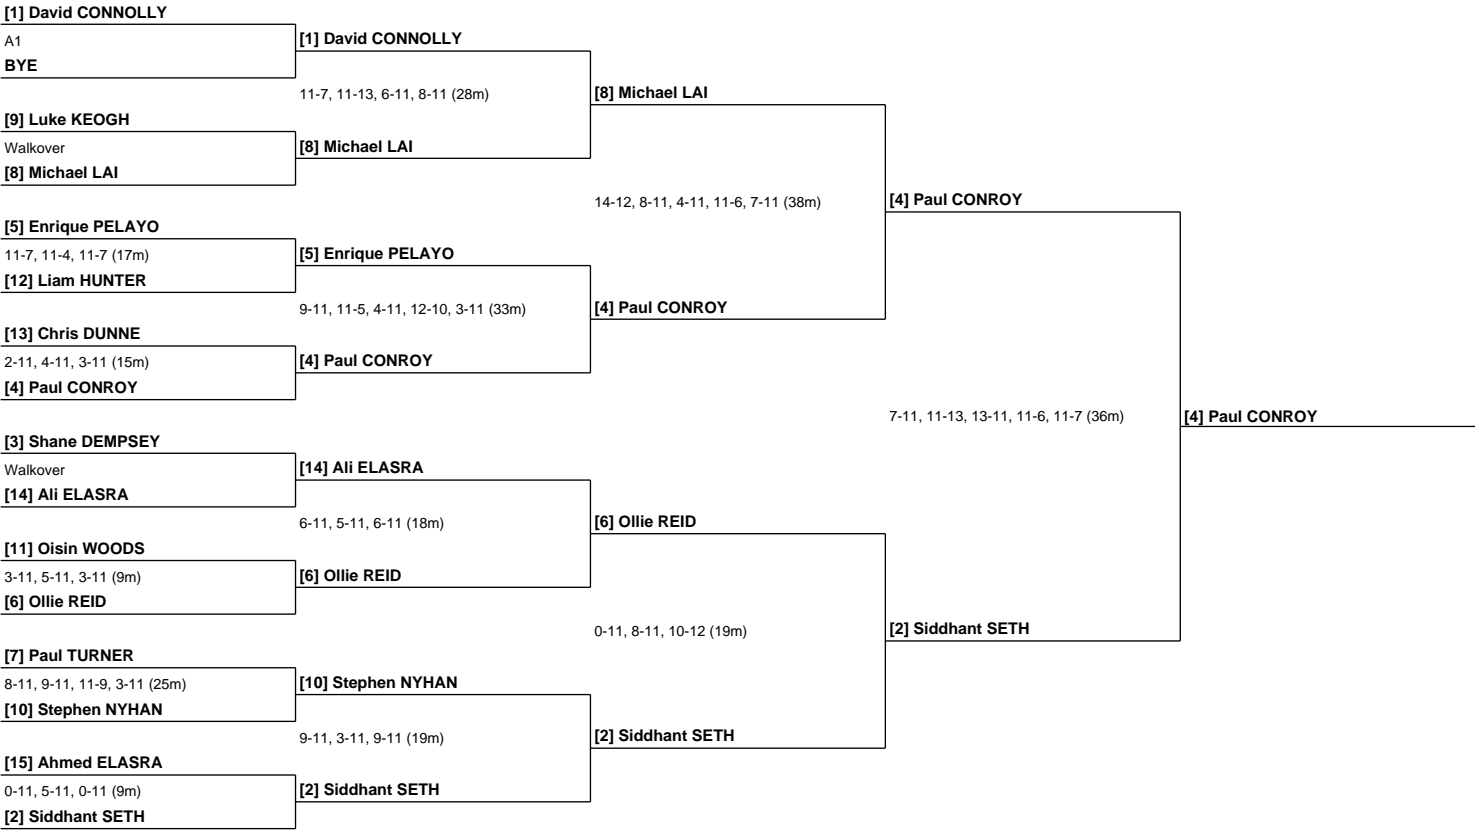 [1] David CONNOLLY
A1
BYE
[9] Luke KEOGH
Walkover
[8] Michael LAI
[5] Enrique PELAYO
11-7, 11-4, 11-7 (17m)
[12] Liam HUNTER
[13] Chris DUNNE
2-11, 4-11, 3-11 (15m)
[4] Paul CONROY
[3] Shane DEMPSEY
Walkover
[14] Ali ELASRA
[11] Oisin WOODS
3-11, 5-11, 3-11 (9m)
[6] Ollie REID
[7] Paul TURNER
8-11, 9-11, 11-9, 3-11 (25m)
[10] Stephen NYHAN
[15] Ahmed ELASRA
0-11, 5-11, 0-11 (9m)
[2] Siddhant SETH
[1] David CONNOLLY
11-7, 11-13, 6-11, 8-11 (28m)
[8] Michael LAI
[5] Enrique PELAYO
9-11, 11-5, 4-11, 12-10, 3-11 (33m)
[4] Paul CONROY
[14] Ali ELASRA
6-11, 5-11, 6-11 (18m)
[6] Ollie REID
[10] Stephen NYHAN
9-11, 3-11, 9-11 (19m)
[2] Siddhant SETH
[8] Michael LAI
14-12, 8-11, 4-11, 11-6, 7-11 (38m)
[4] Paul CONROY
[6] Ollie REID
0-11, 8-11, 10-12 (19m)
[2] Siddhant SETH
[4] Paul CONROY
7-11, 11-13, 13-11, 11-6, 11-7 (36m)
[2] Siddhant SETH
[4] Paul CONROY